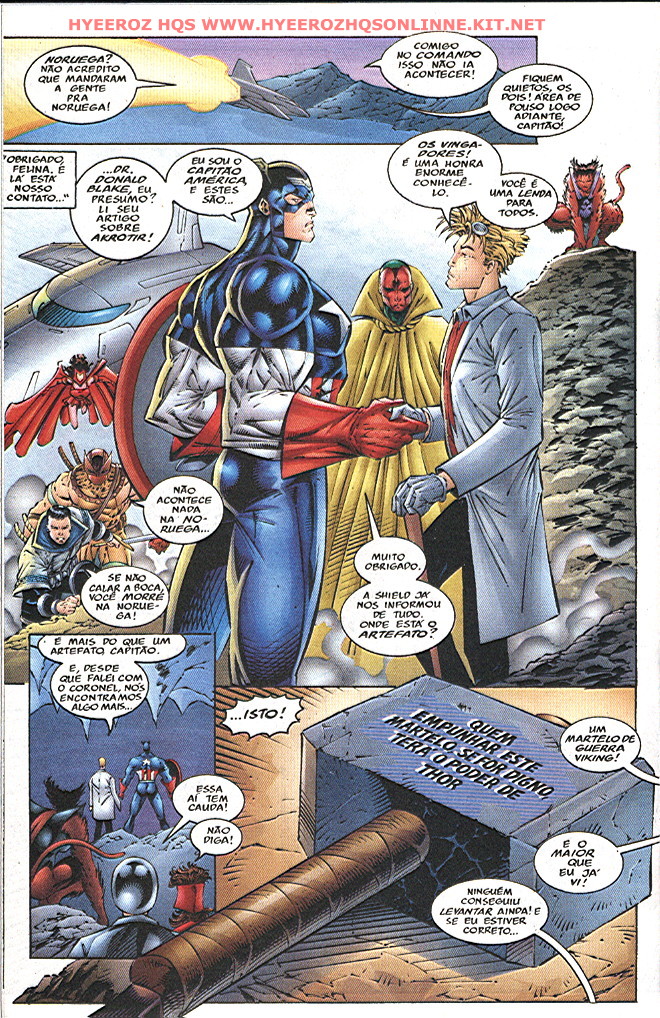 HYEEROZ HQS WWW.HYEEROZHQSONLINNE.KIT.NET
NORUEGA?
NÃO ACREDITO
QUE MANDARAM
A GENTE
PRA
NORUEGA!
COMIGO
NO COMANDO
ISSO NÃO IA
ACONTECER!
FIQUEM
QUIETOS, OS
DOIS! ÁREA DE
POUSO LOGO
ADIANTE,
CAPITÃO!
"OBRIGADO,
FELINA. E
LÁ ESTÁ
NOSSO
CONTATO..."
...DR.
DONALD
BLAKE, EU
PRESUMO?
LI SEU
ARTIGO
SOBRE
AKROTIR!
EU SOU O
CAPITÃO
AMÉRICA,
E ESTES
SÃO...
OS VINGA-
DORES!
É UMA HONRA
ENORME
CONHECÊ-
LO.
VOCÊ É
UMA LENDA
PARA
TODOS.
NÃO
ACONTECE
NADA
NA NO-
RUEGA...
SE NÃO
CALAR A BOCA,
VOCÊ MORRE
NA NORUE-
GA!
MUITO
OBRIGADO.
A SHIELD JÁ
NOS INFORMOU
DE TUDO.
ONDE ESTÁ O
ARTEFATO?
É MAIS DO QUE UM
ARTEFATO, CAPITÃO.
E, DESDE
QUE FALEI COM
O CORONEL, NÓS
ENCONTRAMOS
ALGO MAIS...
ESSA
AÍ TEM
CAUDA!
NÃO
DIGA!
...ISTO!
QUEM
EMPUNHAR ESTE
MARTELO, SE FOR DIGNO,
TERÁ O PODER DE
THOR
UM
MARTELO DE
GUERRA
VIKING!
E O
MAIOR
QUE
EU JÁ
VI!
NINGUÉM
CONSEGUIU
LEVANTAR AINDA! E
SE EU ESTIVER
CORRETO...